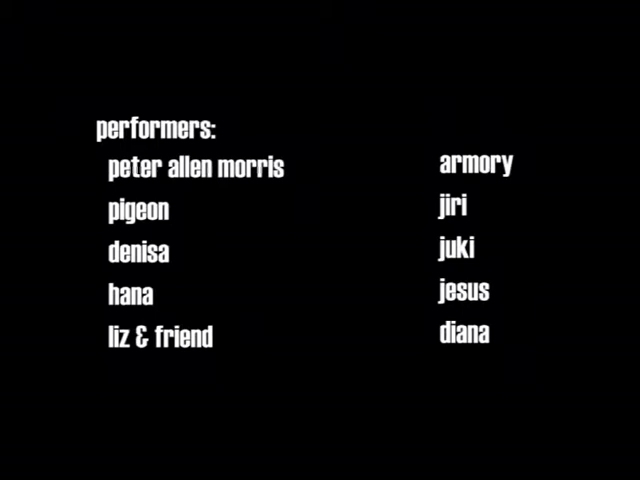 performers:
peter allen morris
pigeon
denisa
hana
liz & friend
armory
jiri
juki
jesus
diana